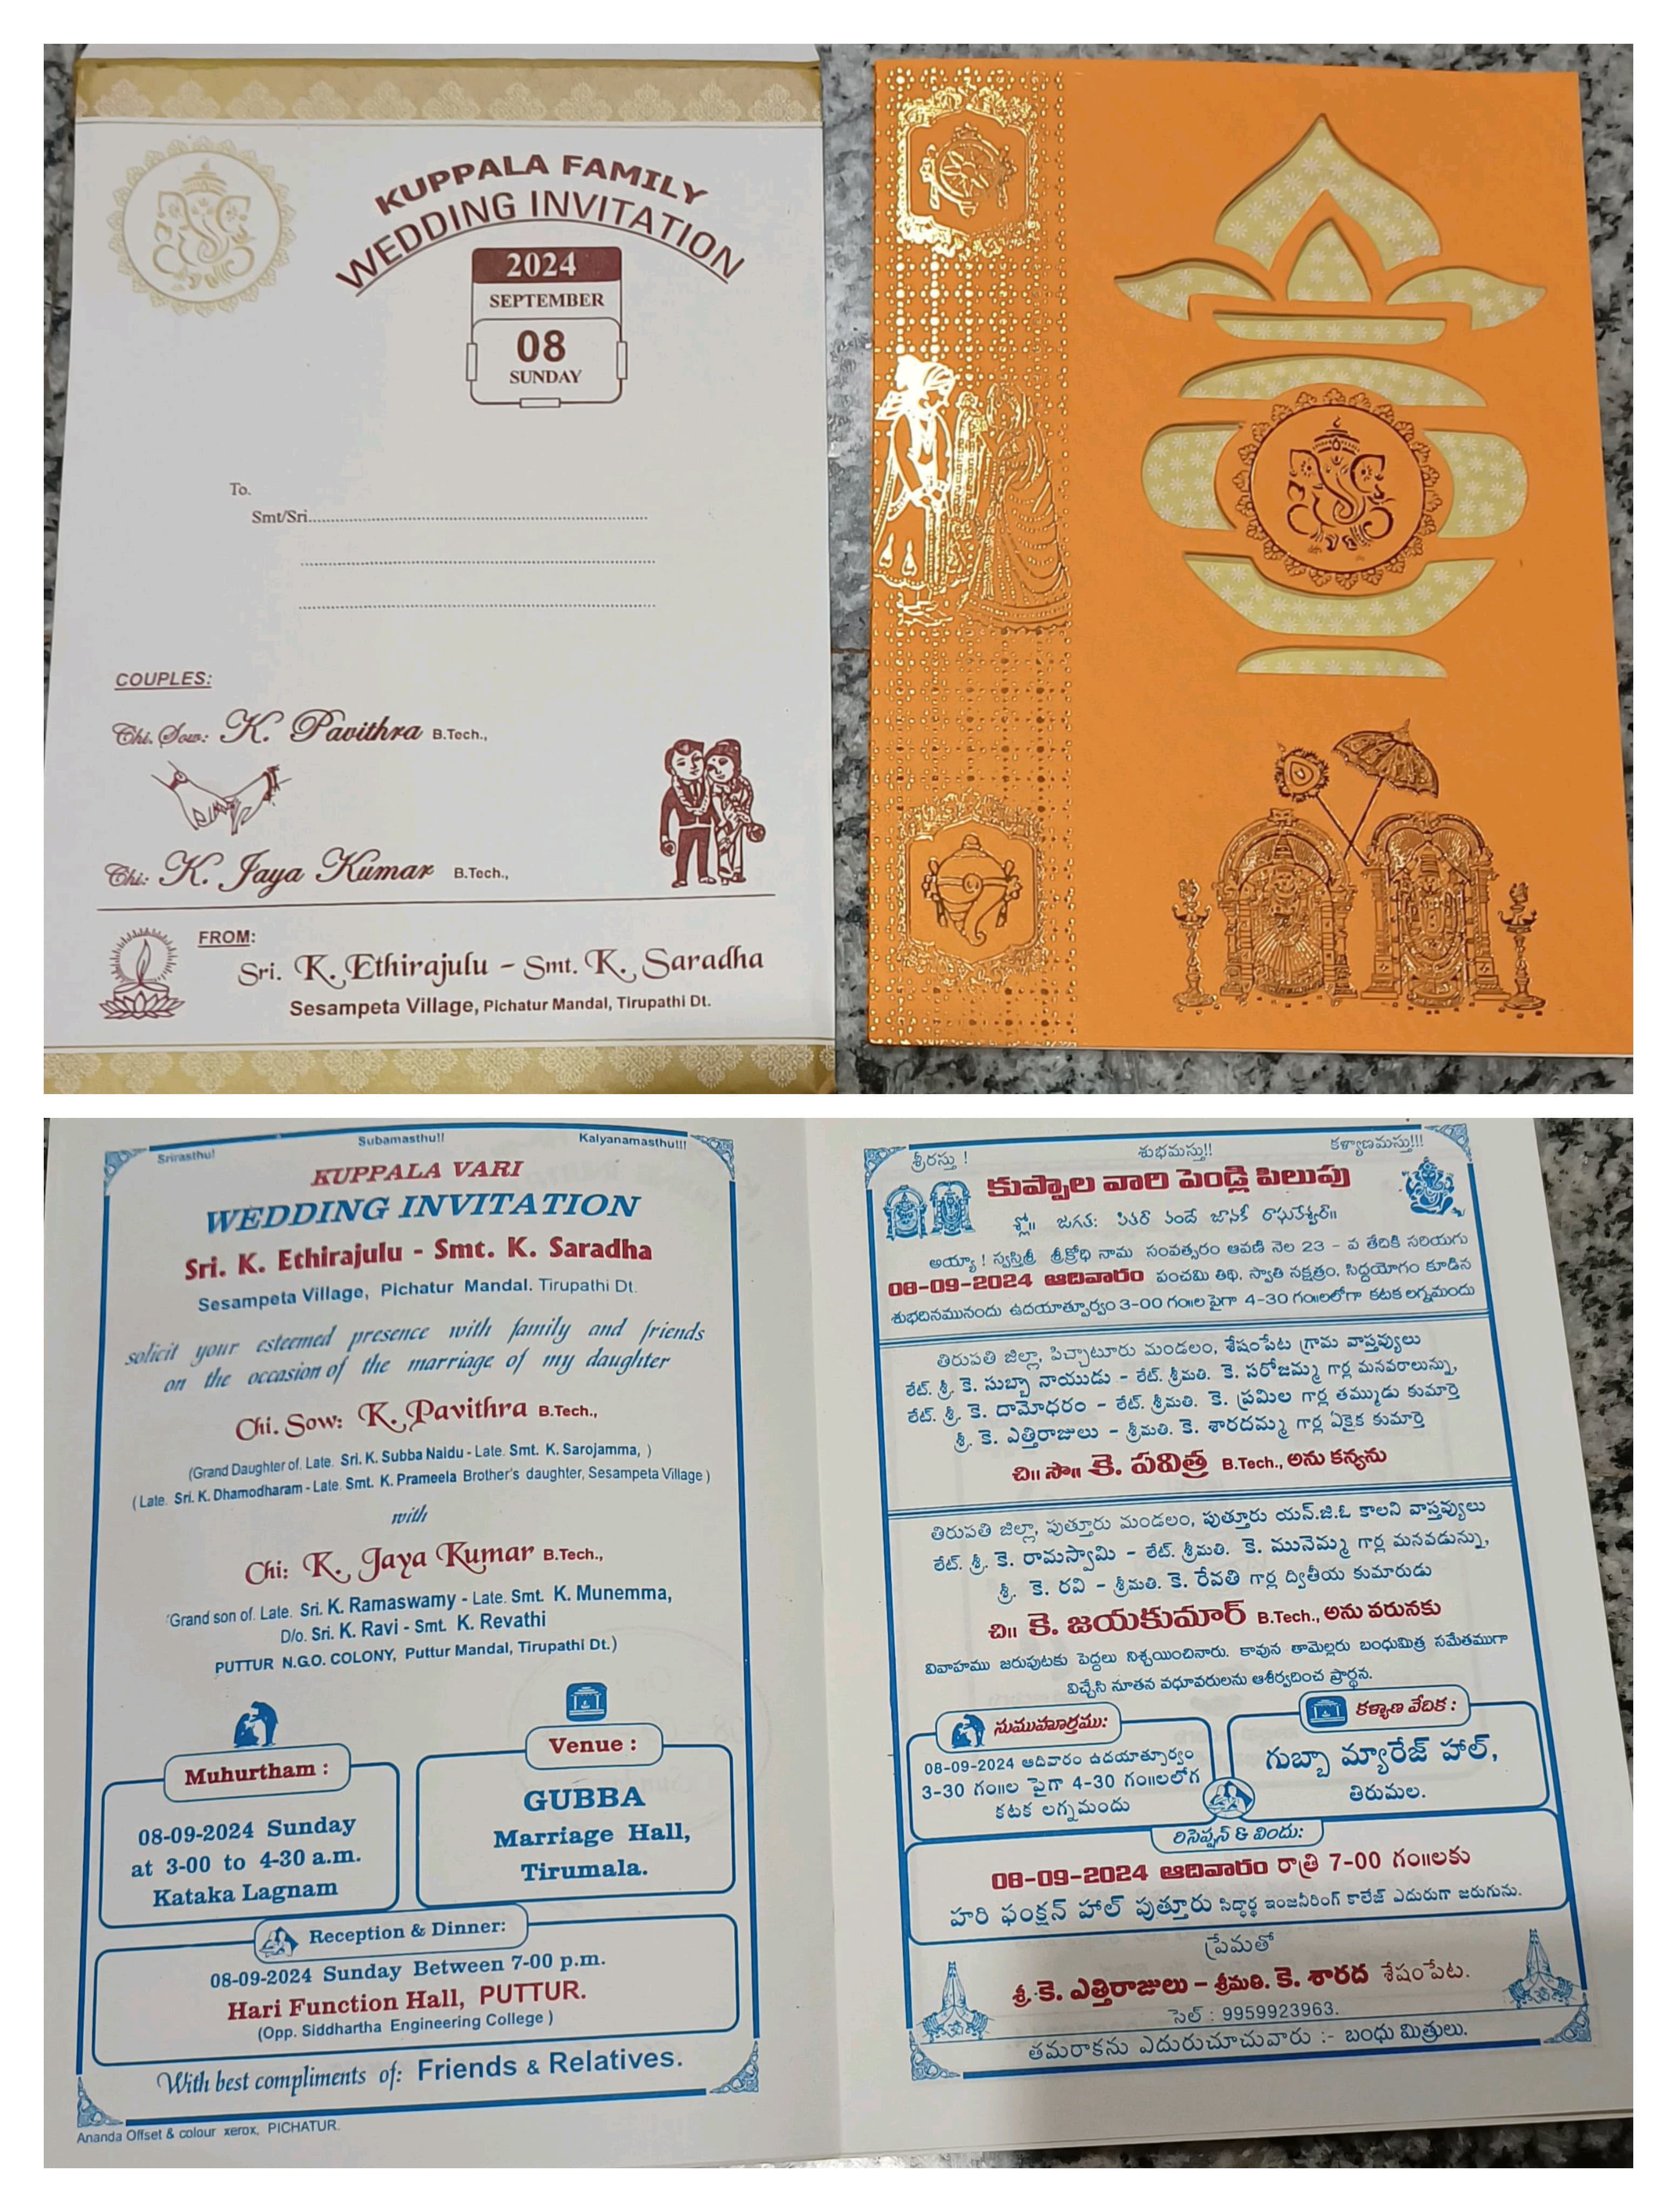 KUPPALA FAMILY
WEDDING INVITATION
2024
SEPTEMBER
08
SUNDAY
To.
Smt/Sri.
COUPLES:
Chi. Sow: K. Pavithra B.Tech.,
Chi: K. Jaya Kumar B.Tech.,
FROM:
Sri. K. Ethirajulu - Smt. K. Saradha
Sesampeta Village, Pichatur Mandal, Tirupathi Dt.
Srirasthu! Subamasthu!! Kalyanamasthu!!!
KUPPALA VARI
WEDDING INVITATION
Sri. K. Ethirajulu - Smt. K. Saradha
Sesampeta Village, Pichatur Mandal. Tirupathi Dt.
solicit your esteemed presence with family and friends
on the occasion of the marriage of my daughter
Chi. Sow: K. Pavithra B.Tech.,
(Grand Daughter of. Late. Sri. K. Subba Naidu - Late. Smt. K. Sarojamma, )
( Late. Sri. K. Dhamodharam - Late. Smt. K. Prameela Brother's daughter, Sesampeta Village )
with
Chi: K. Jaya Kumar B.Tech.,
'Grand son of. Late. Sri. K. Ramaswamy - Late. Smt. K. Munemma,
D/o. Sri. K. Ravi - Smt. K. Revathi
PUTTUR N.G.O. COLONY, Puttur Mandal, Tirupathi Dt.)
Muhurtham :
08-09-2024 Sunday
at 3-00 to 4-30 a.m.
Kataka Lagnam
Venue :
GUBBA
Marriage Hall,
Tirumala.
Reception & Dinner:
08-09-2024 Sunday Between 7-00 p.m.
Hari Function Hall, PUTTUR.
(Opp. Siddhartha Engineering College )
With best compliments of: Friends & Relatives.
Ananda Offset & colour xerox, PICHATUR.
శ్రీరస్తు ! శుభమస్తు!! కళ్యాణమస్తు!!!
కుప్పాల వారి పెండ్లి పిలుపు
శ్లో॥ జగత: పితరౌ వందే జానకీ రాఘవేశ్వర్॥
అయ్యా ! స్వస్తిశ్రీ శ్రీక్రోధి నామ సంవత్సరం ఆవణి నెల 23 - వ తేదికి సరియగు
08-09-2024 ఆదివారం పంచమి తిథి, స్వాతి నక్షత్రం, సిద్ధయోగం కూడిన
శుభదినమునందు ఉదయాత్పూర్వం 3-00 గం॥ల పైగా 4-30 గం॥లలోగా కటక లగ్నమందు
తిరుపతి జిల్లా, పిచ్చాటూరు మండలం, శేషంపేట గ్రామ వాస్తవ్యులు
లేట్. శ్రీ. కె. సుబ్బా నాయుడు - లేట్. శ్రీమతి. కె. సరోజమ్మ గార్ల మనవరాలున్ను,
లేట్. శ్రీ. కె. దామోధరం - లేట్. శ్రీమతి. కె. ప్రమిల గార్ల తమ్ముడు కుమార్తె
శ్రీ. కె. ఎత్తిరాజులు - శ్రీమతి. కె. శారదమ్మ గార్ల ఏకైక కుమార్తె
చి॥ సౌ॥ కె. పవిత్ర B.Tech., అను కన్యను
తిరుపతి జిల్లా, పుత్తూరు మండలం, పుత్తూరు యన్.జి.ఓ కాలని వాస్తవ్యులు
లేట్. శ్రీ. కె. రామస్వామి - లేట్. శ్రీమతి. కె. మునెమ్మ గార్ల మనవడున్ను,
శ్రీ. కె. రవి - శ్రీమతి. కె. రేవతి గార్ల ద్వితీయ కుమారుడు
చి॥ కె. జయకుమార్ B.Tech., అను వరునకు
వివాహము జరుపుటకు పెద్దలు నిశ్చయించినారు. కావున తామెల్లరు బంధుమిత్ర సమేతముగా
విచ్చేసి నూతన వధూవరులను ఆశీర్వదించ ప్రార్థన.
సుముహూర్తము:
08-09-2024 ఆదివారం ఉదయాత్పూర్వం
3-30 గం॥ల పైగా 4-30 గం॥లలోగ
కటక లగ్నమందు
కళ్యాణ వేదిక :
గుబ్బా మ్యారేజ్ హాల్,
తిరుమల.
రిసెప్షన్ & విందు:
08-09-2024 ఆదివారం రాత్రి 7-00 గం॥లకు
హరి ఫంక్షన్ హాల్ పుత్తూరు సిద్ధార్థ ఇంజనీరింగ్ కాలేజ్ ఎదురుగా జరుగును.
ప్రేమతో
శ్రీ. కె. ఎత్తిరాజులు - శ్రీమతి. కె. శారద శేషంపేట.
సెల్ : 9959923963.
తమరాకను ఎదురుచూచువారు :- బంధు మిత్రులు.